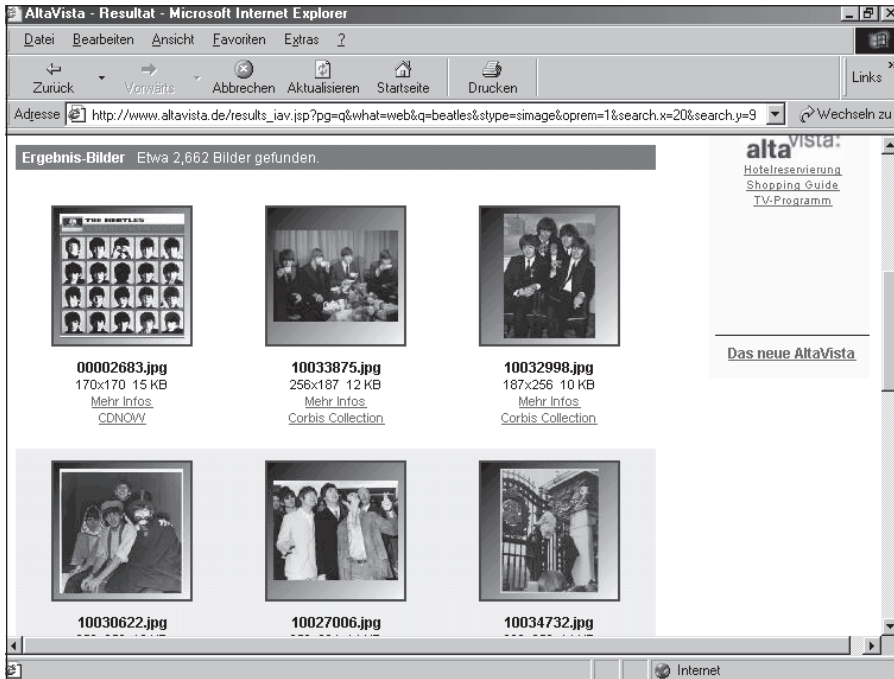 AltaVista - Resultat - Microsoft Internet Explorer
Datei Bearbeiten Ansicht Favoriten Extras ?
Zurück Vorwärts Abbrechen Aktualisieren Startseite Drucken Links »
Adresse http://www.altavista.de/results_iav.jsp?pg=q&what=web&q=beatles&stype=simage&oprem=1&search.x=20&search.y=9 Wechseln zu
Ergebnis-Bilder Etwa 2,662 Bilder gefunden.
alta vista:
Hotelreservierung
Shopping Guide
TV-Programm
THE BEATLES
Das neue AltaVista
00002683.jpg 10033875.jpg 10032998.jpg
170x170 15 KB 256x187 12 KB 187x256 10 KB
Mehr Infos Mehr Infos Mehr Infos
CDNOW Corbis Collection Corbis Collection
10030622.jpg 10027006.jpg 10034732.jpg
Internet